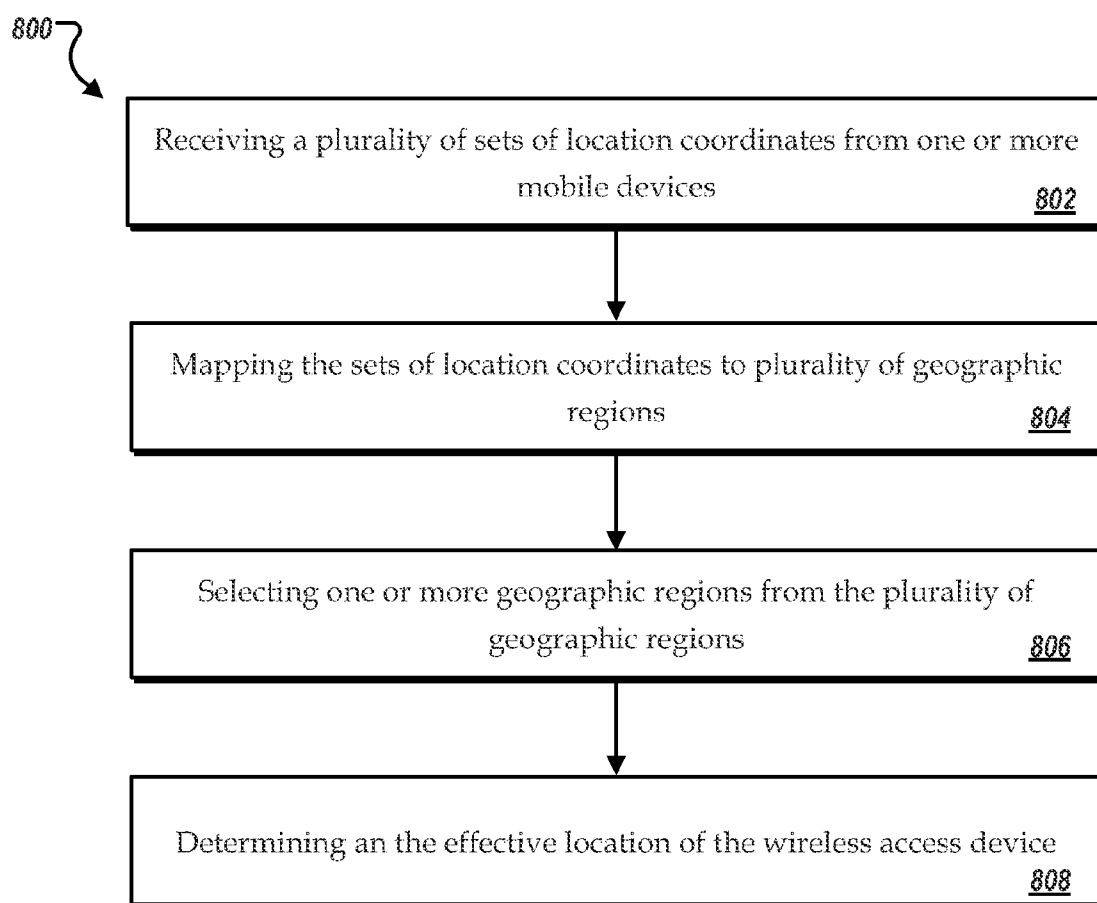 800
Receiving a plurality of sets of location coordinates from one or more
mobile devices
802
Mapping the sets of location coordinates to plurality of geographic
regions
804
Selecting one or more geographic regions from the plurality of
geographic regions
806
Determining an the effective location of the wireless access device
808